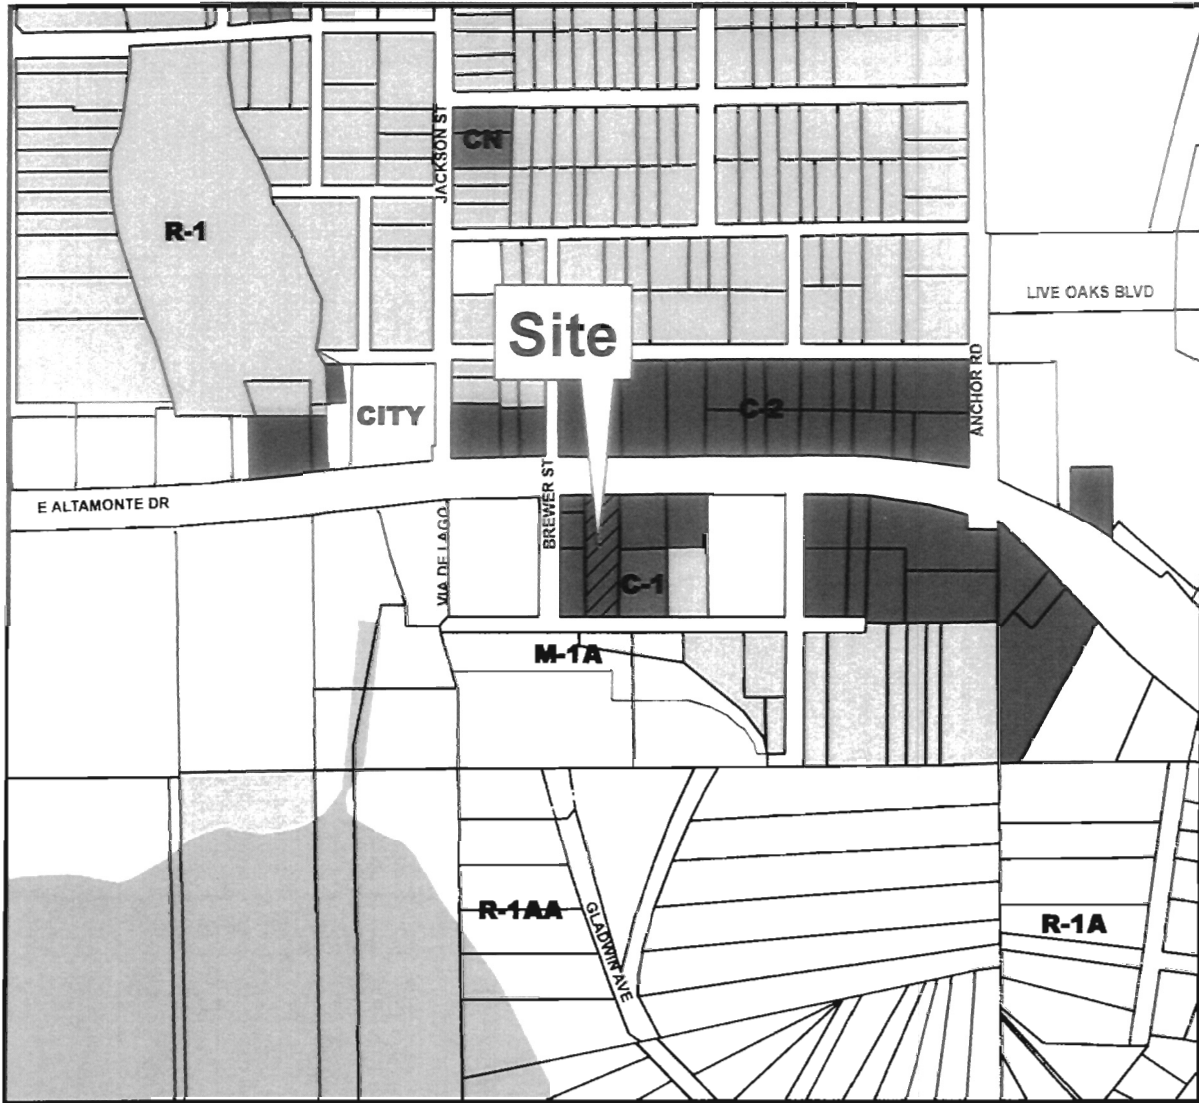 JACKSON ST
CN
R-1
LIVE OAKS BLVD
Site
ANCHOR RD
C-2
CITY
E ALTAMONTE DR
BREWER ST
VIA DE LAGO
C-1
M-1A
R-1AA
GLADWIN AVE
R-1A